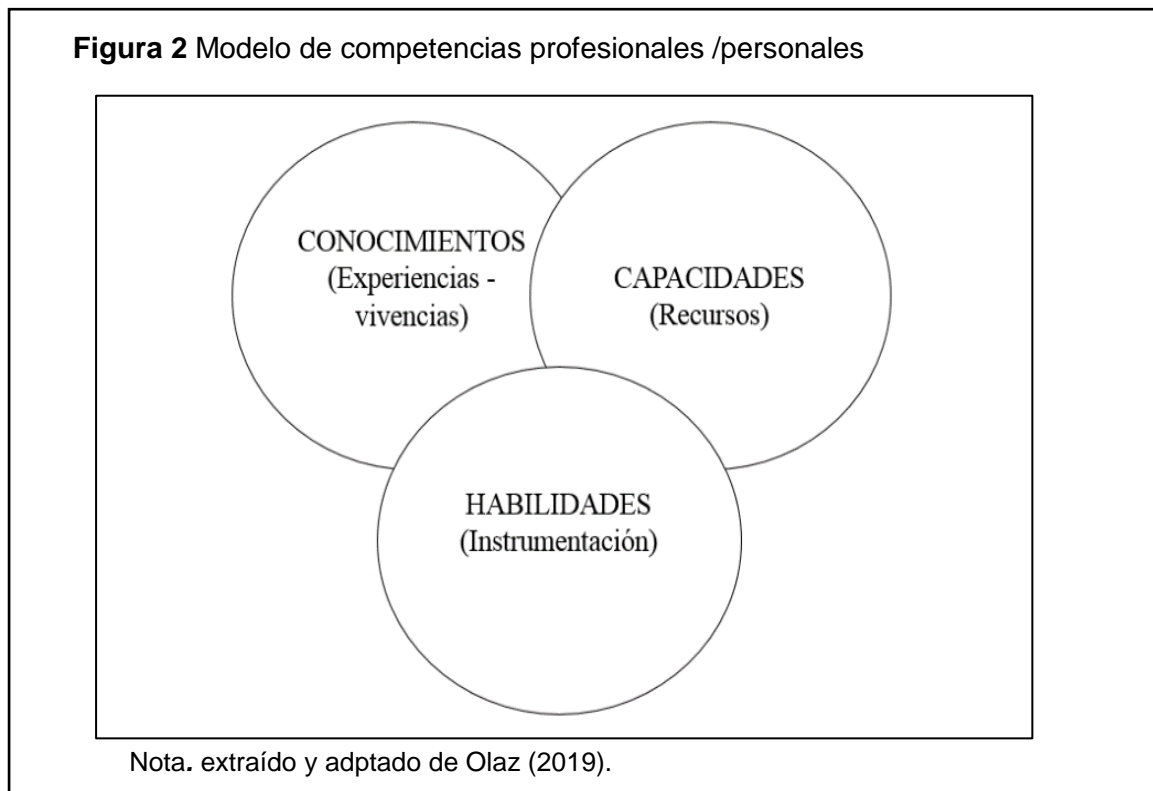 Figura 2 Modelo de competencias profesionales /personales
CONOCIMIENTOS
(Experiencias -
vivencias)
CAPACIDADES
(Recursos)
HABILIDADES
(Instrumentación)
Nota. extraído y adptado de Olaz (2019).